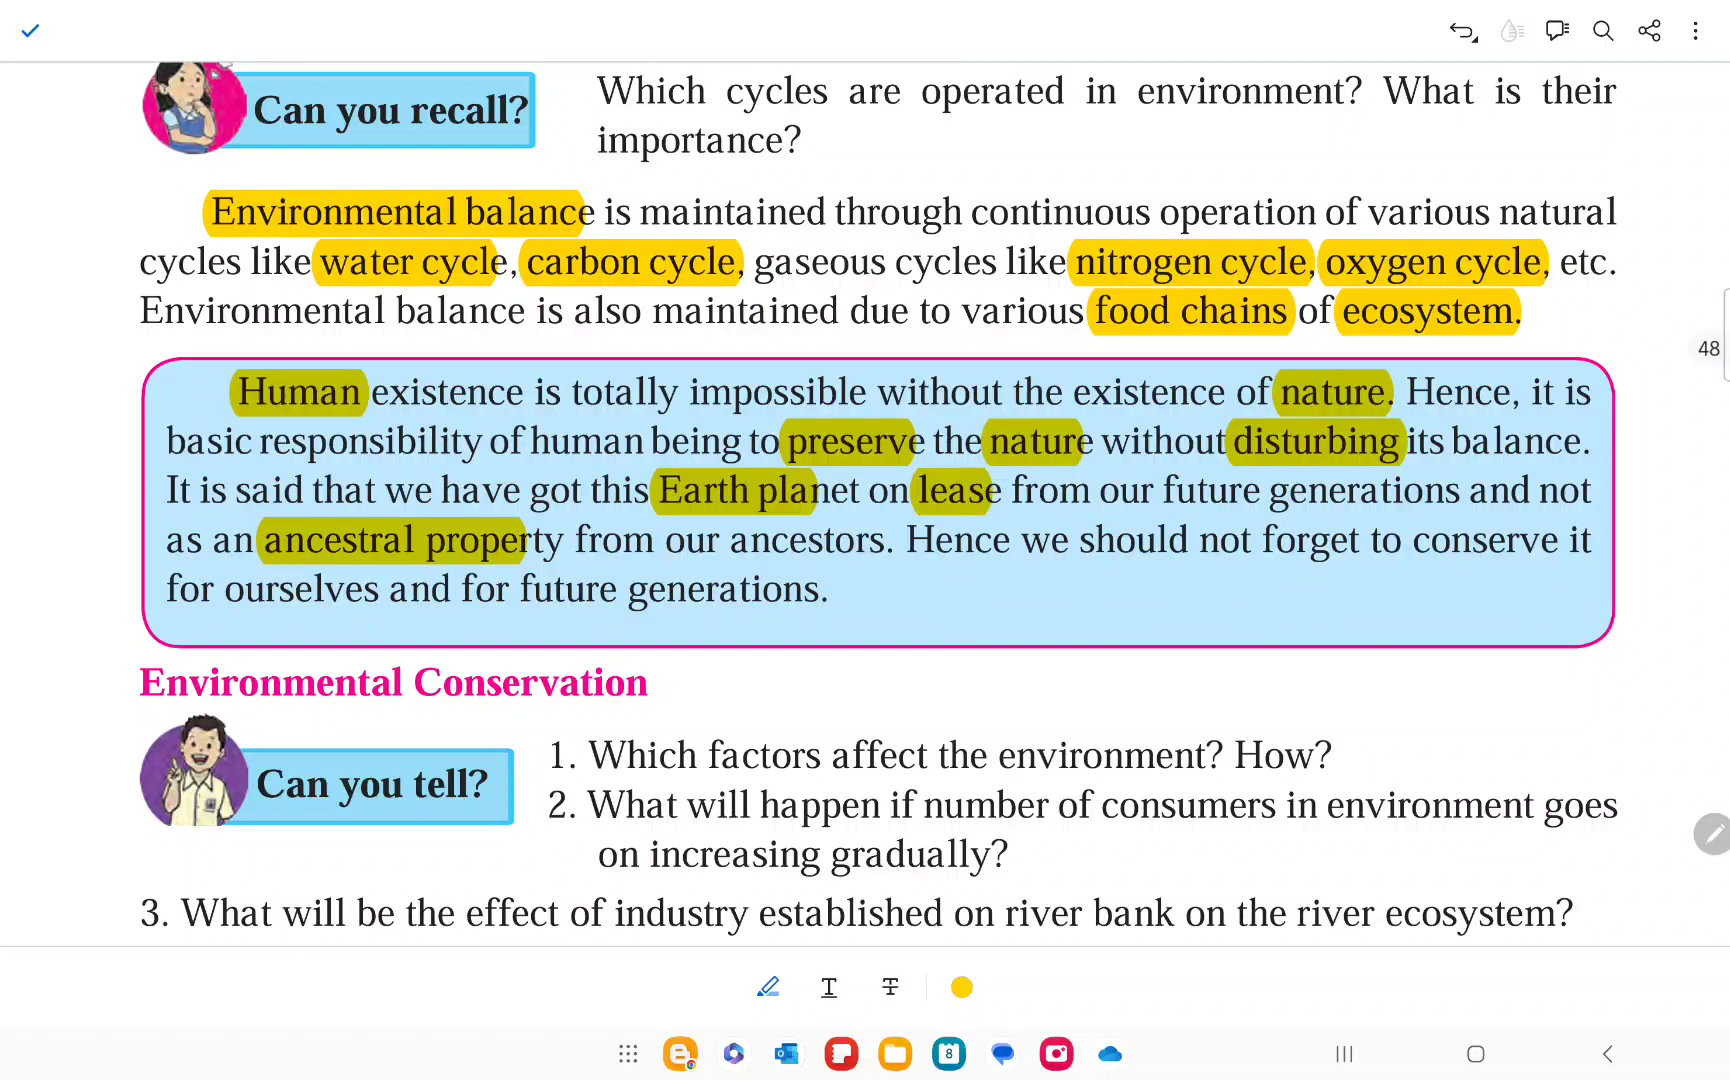 Can you recall?
Which cycles are operated in environment? What is their
importance?
Environmental balance is maintained through continuous operation of various natural
cycles like water cycle, carbon cycle, gaseous cycles like nitrogen cycle, oxygen cycle, etc.
Environmental balance is also maintained due to various food chains of ecosystem.
Human existence is totally impossible without the existence of nature. Hence, it is
basic responsibility of human being to preserve the nature without disturbing its balance.
It is said that we have got this Earth planet on lease from our future generations and not
as an ancestral property from our ancestors. Hence we should not forget to conserve it
for ourselves and for future generations.
48
Environmental Conservation
Can you tell?
1. Which factors affect the environment? How?
2. What will happen if number of consumers in environment goes
on increasing gradually?
3. What will be the effect of industry established on river bank on the river ecosystem?
8